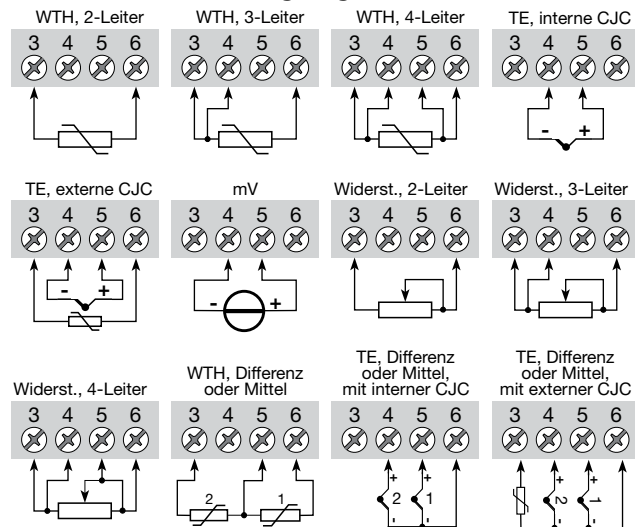 WTH, 2-Leiter
WTH, 3-Leiter
WTH, 4-Leiter
TE, interne CJC
3 4 5 6
3 4 5 6
3 4 5 6
3 4 5 6
- +
TE, externe CJC
mV
Widerst., 2-Leiter
Widerst., 3-Leiter
3 4 5 6
3 4 5 6
3 4 5 6
3 4 5 6
- +
- +
Widerst., 4-Leiter
WTH, Differenz
oder Mittel
TE, Differenz
oder Mittel,
mit interner CJC
TE, Differenz
oder Mittel,
mit externer CJC
3 4 5 6
3 4 5 6
3 4 5 6
3 4 5 6
2 1
+ +
2 1
- -
+ +
2 1
- -